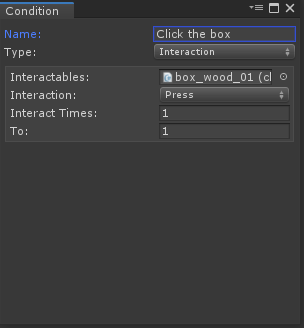 Condition
Name: Click the box
Type: Interaction
Interactables: box_wood_01 (cl
Interaction: Press
Interact Times: 1
To: 1